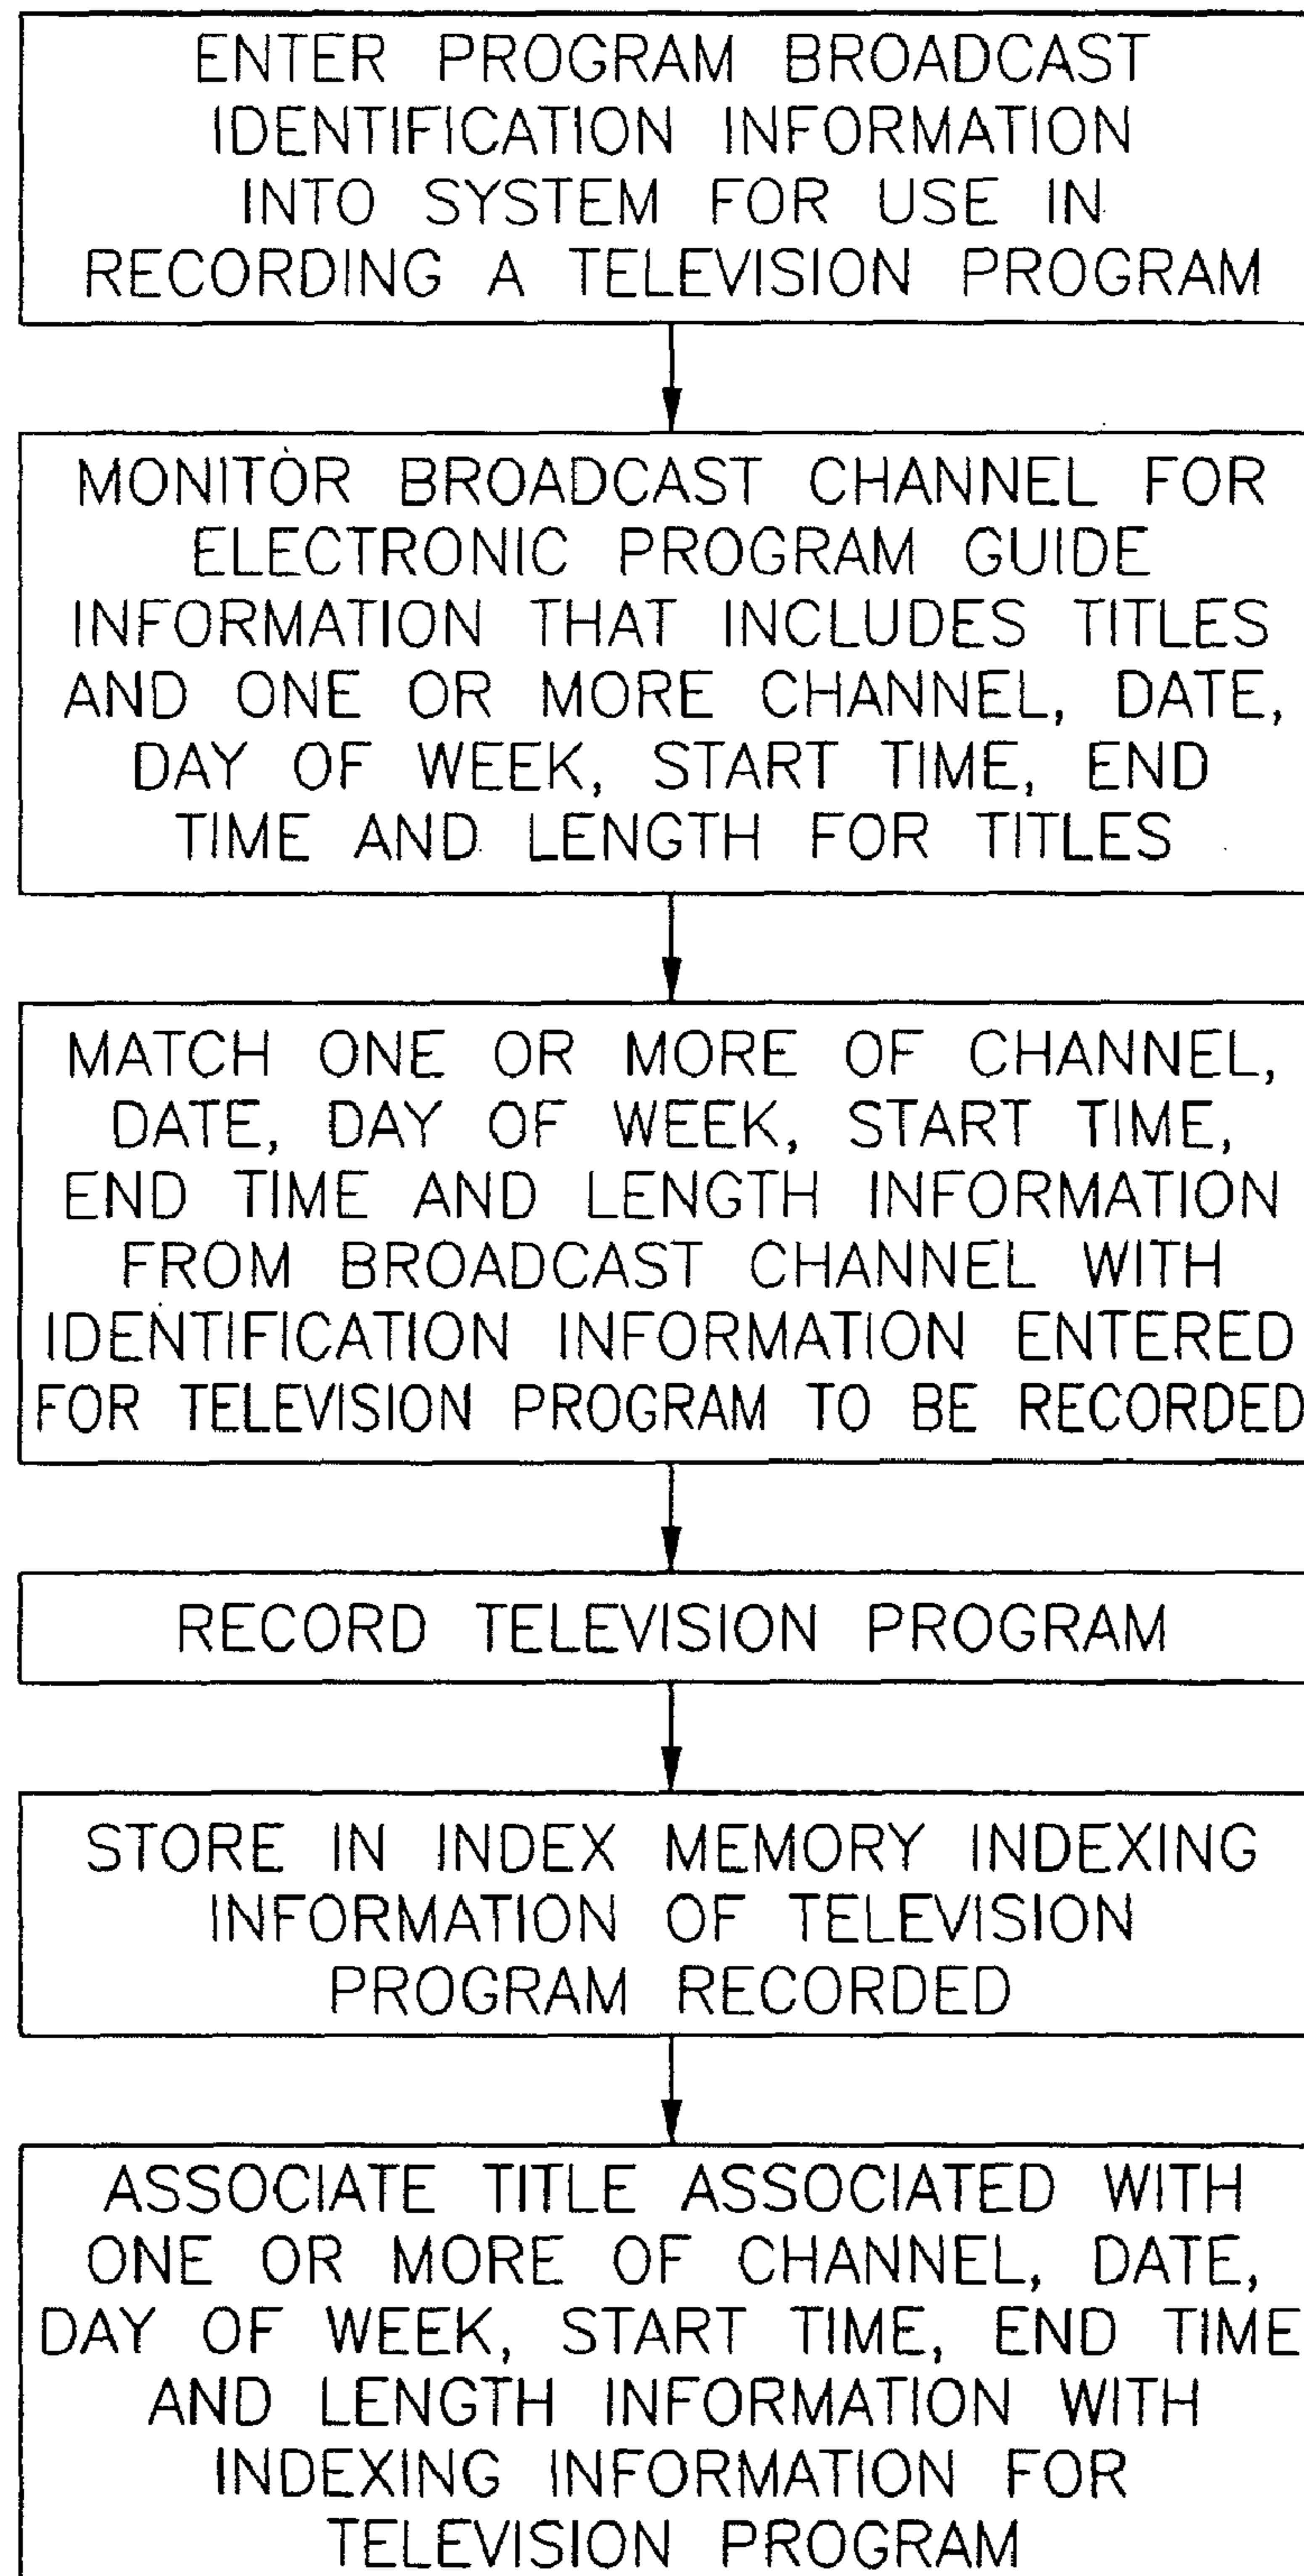 ENTER PROGRAM BROADCAST
IDENTIFICATION INFORMATION
INTO SYSTEM FOR USE IN
RECORDING A TELEVISION PROGRAM
MONITOR BROADCAST CHANNEL FOR
ELECTRONIC PROGRAM GUIDE
INFORMATION THAT INCLUDES TITLES
AND ONE OR MORE CHANNEL, DATE,
DAY OF WEEK, START TIME, END
TIME AND LENGTH FOR TITLES
MATCH ONE OR MORE OF CHANNEL,
DATE, DAY OF WEEK, START TIME,
END TIME AND LENGTH INFORMATION
FROM BROADCAST CHANNEL WITH
IDENTIFICATION INFORMATION ENTERED
FOR TELEVISION PROGRAM TO BE RECORDED
RECORD TELEVISION PROGRAM
STORE IN INDEX MEMORY INDEXING
INFORMATION OF TELEVISION
PROGRAM RECORDED
ASSOCIATE TITLE ASSOCIATED WITH
ONE OR MORE OF CHANNEL, DATE,
DAY OF WEEK, START TIME, END TIME
AND LENGTH INFORMATION WITH
INDEXING INFORMATION FOR
TELEVISION PROGRAM